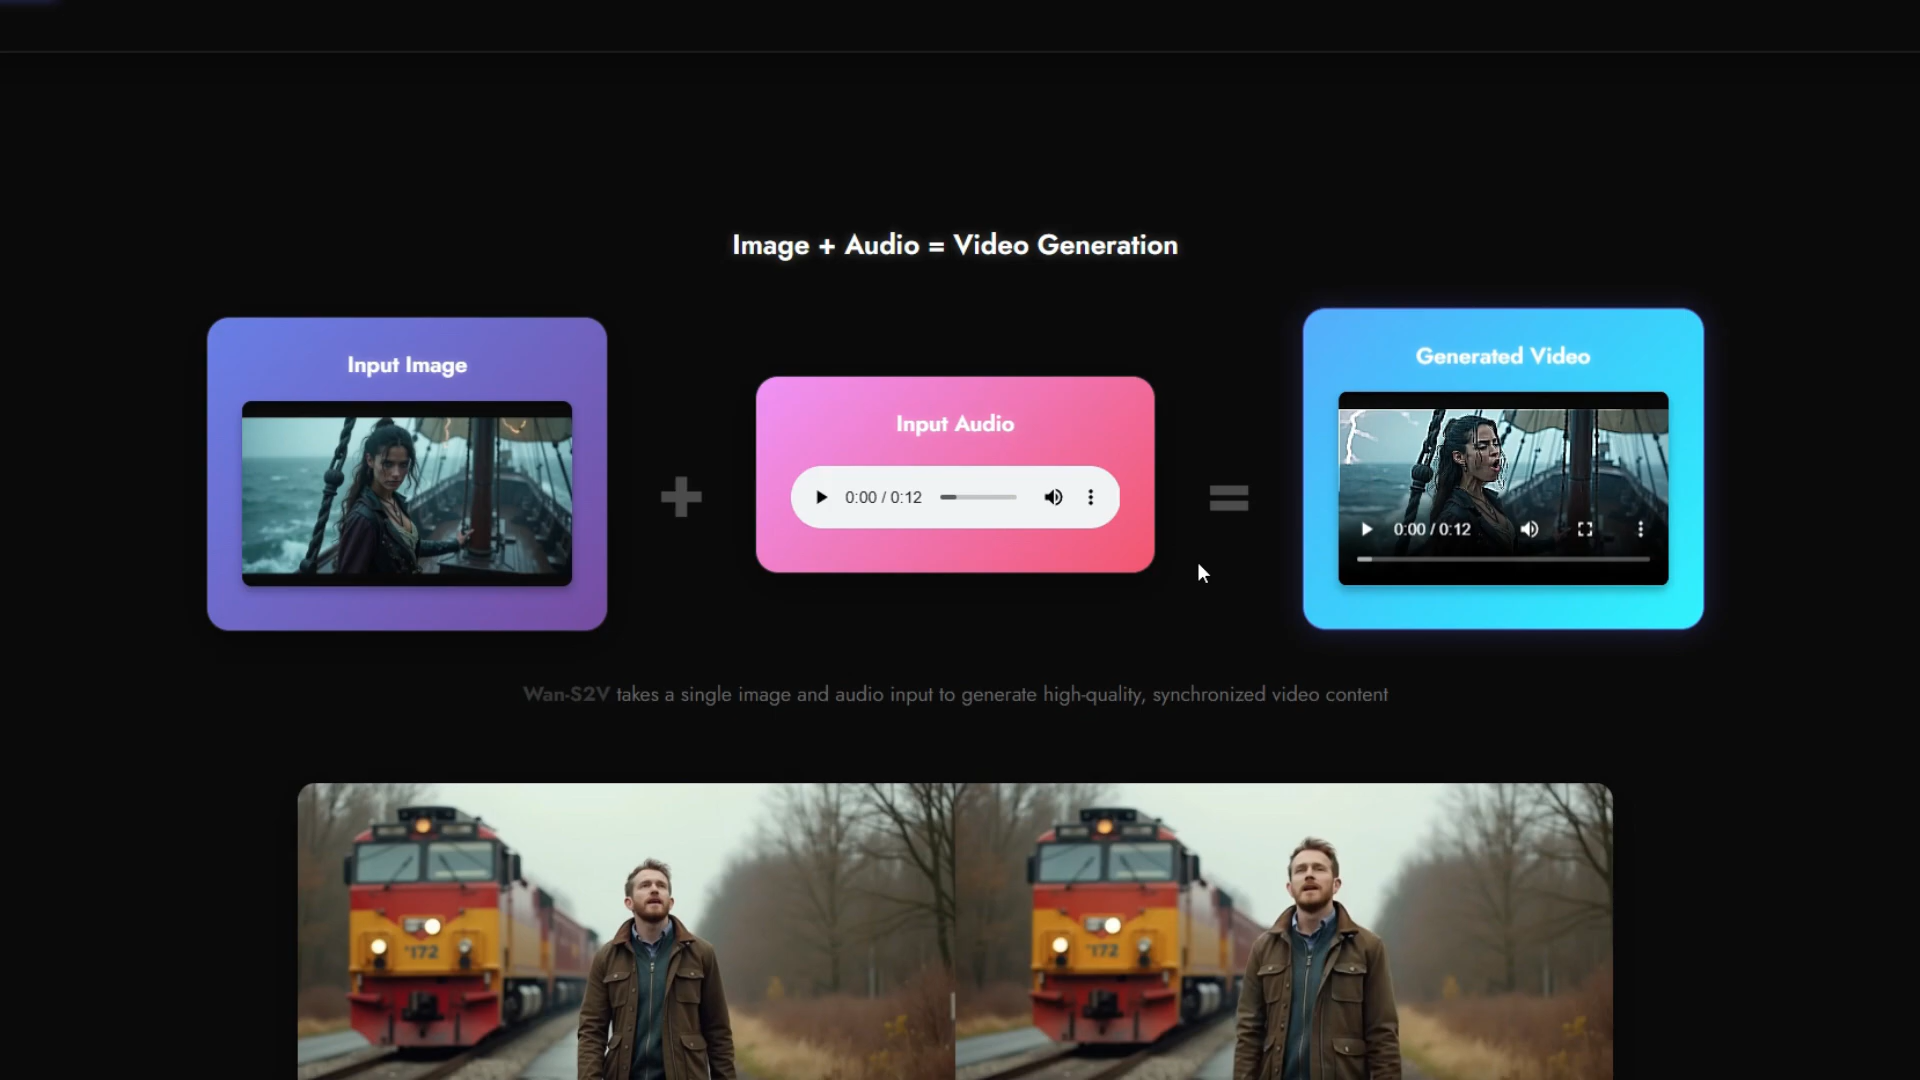 Image + Audio = Video Generation
Input Image
Input Audio
0:00 / 0:12
Generated Video
0:00 / 0:12
Wan-S2V takes a single image and audio input to generate high-quality, synchronized video content
'172
'172